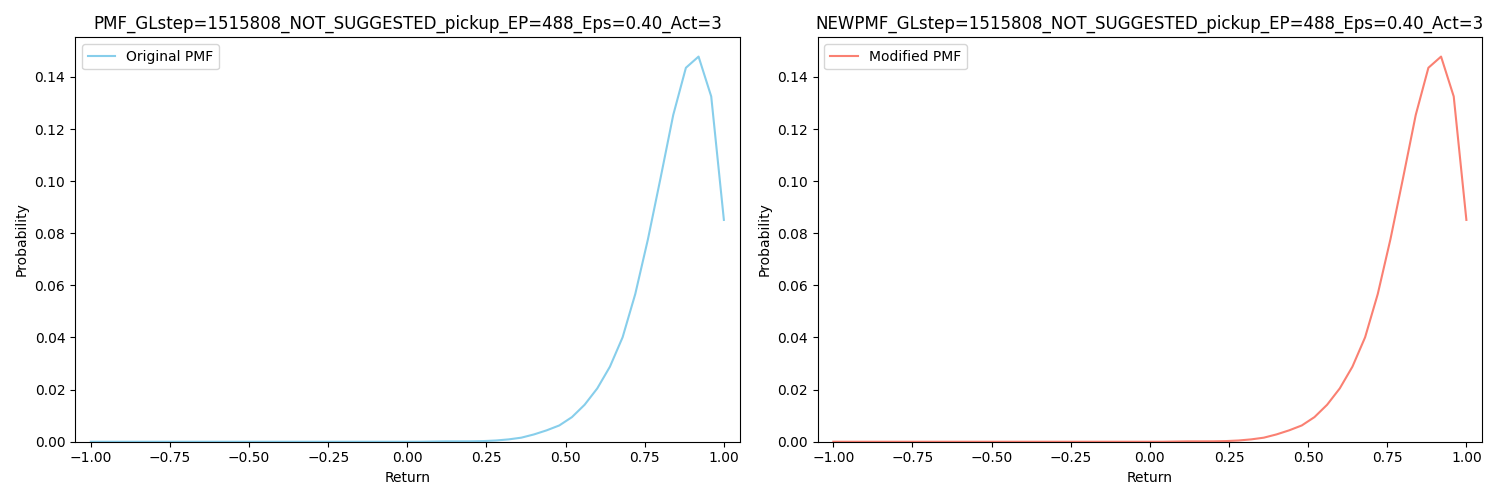 PMF_GLstep=1515808_NOT_SUGGESTED_pickup_EP=488_Eps=0.40_Act=3
Original PMF
Probability
0.14
0.12
0.10
0.08
0.06
0.04
0.02
0.00
−1.00 −0.75 −0.50 −0.25 0.00 0.25 0.50 0.75 1.00
Return
NEWPMF_GLstep=1515808_NOT_SUGGESTED_pickup_EP=488_Eps=0.40_Act=3
Modified PMF
Probability
0.14
0.12
0.10
0.08
0.06
0.04
0.02
0.00
−1.00 −0.75 −0.50 −0.25 0.00 0.25 0.50 0.75 1.00
Return